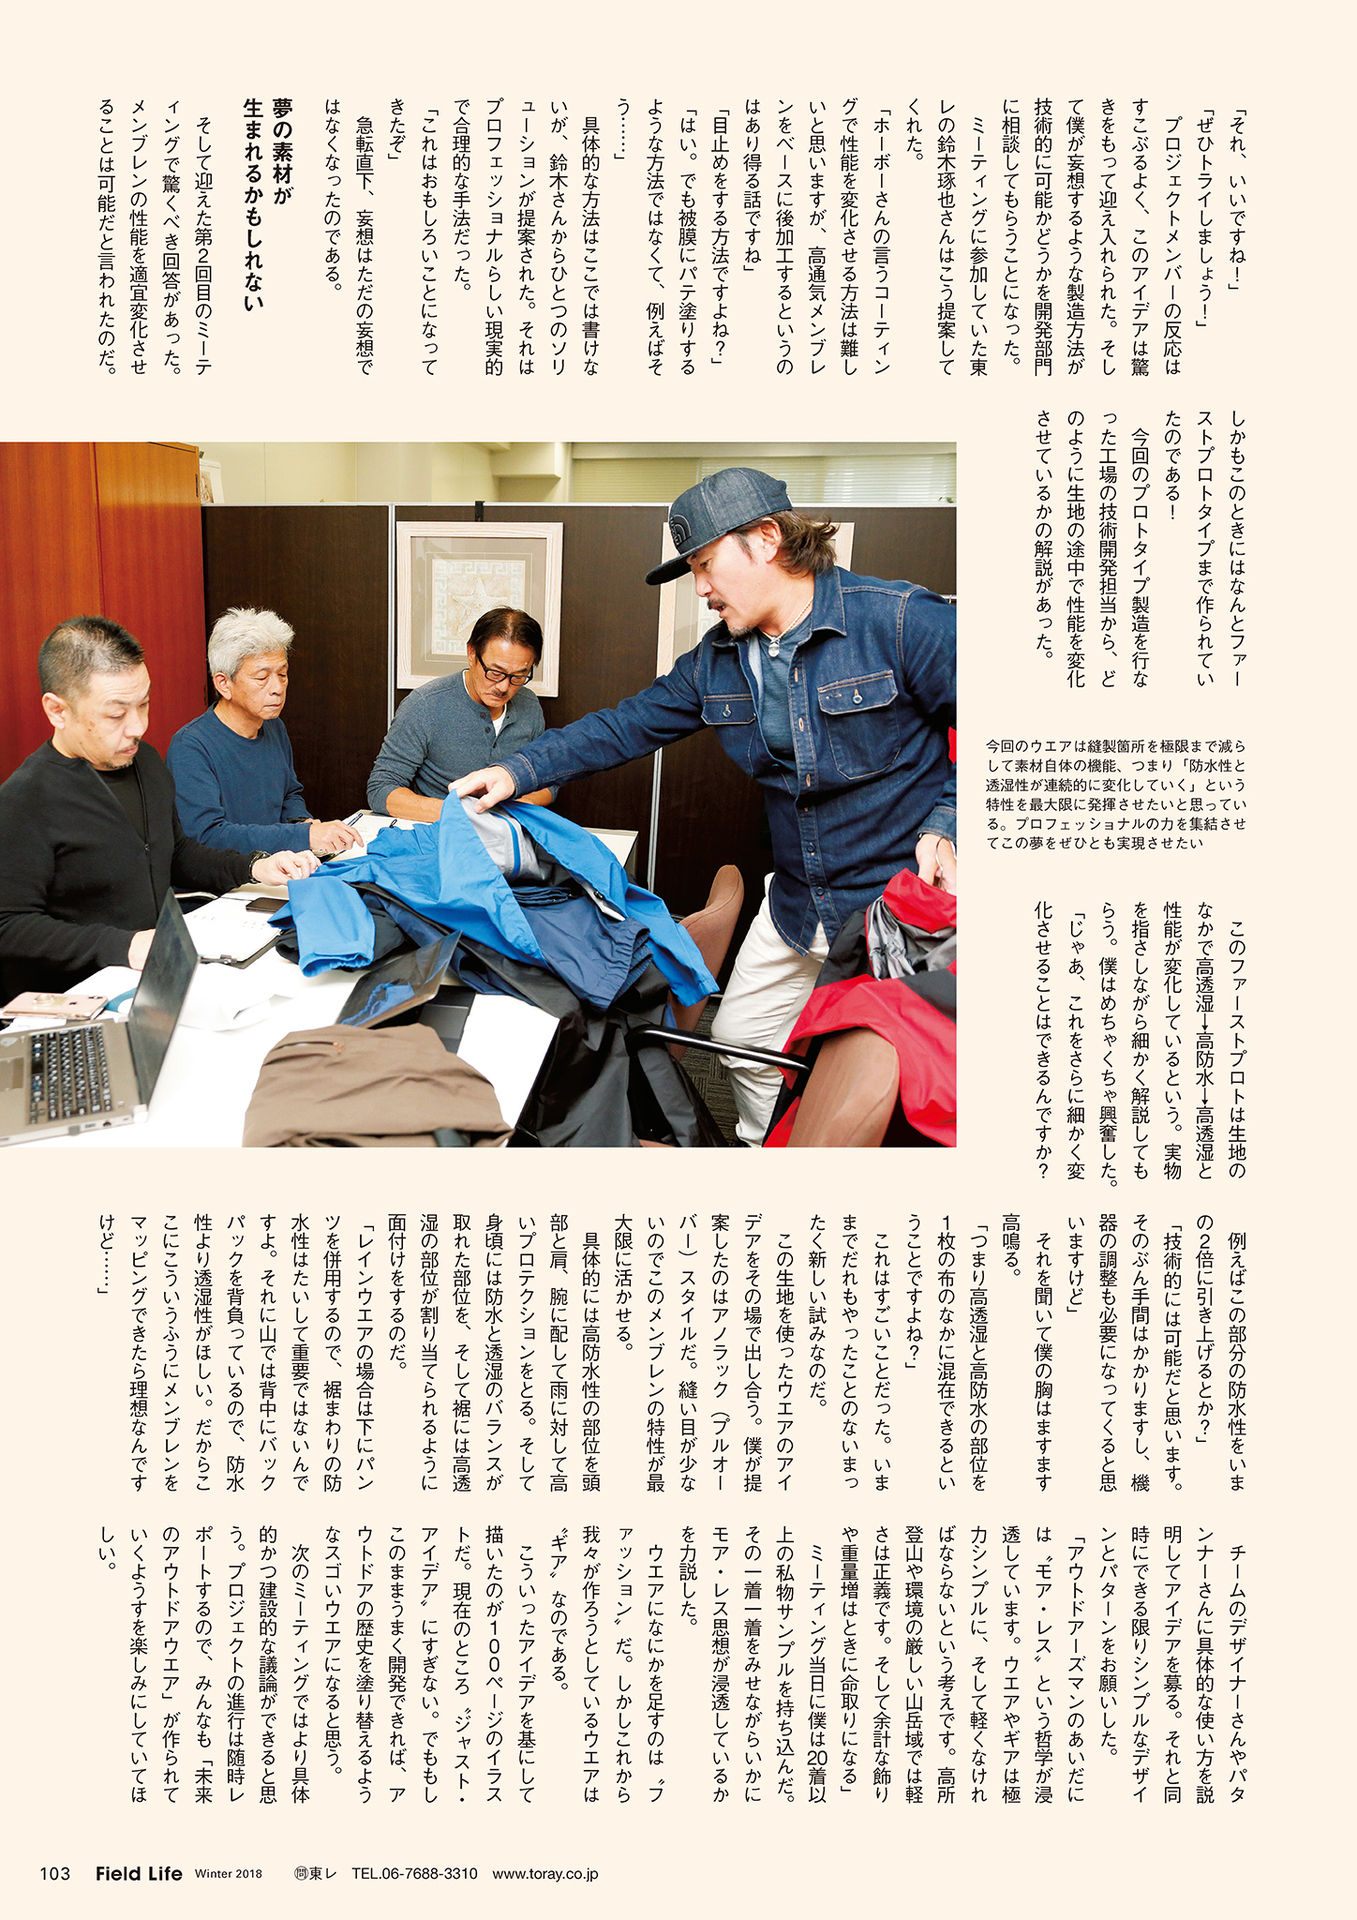 「それ、いいですね！」
「ぜひトライしましょう！」
　プロジェクトメンバーの反応は
すこぶるよく、このアイデアは驚
きをもって迎え入れられた。そし
て僕が妄想するような製造方法が
技術的に可能かどうかを開発部門
に相談してもらうことになった。
　ミーティングに参加していた東
レの鈴木琢也さんはこう提案して
くれた。
「ホーボーさんの言うコーティン
グで性能を変化させる方法は難し
いと思いますが、高通気メンブレ
ンをベースに後加工するというの
はあり得る話ですね」
「目止めをする方法ですよね？」
「はい。でも被膜にパテ塗りする
ような方法ではなくて、例えばそ
う……」
　具体的な方法はここでは書けな
いが、鈴木さんからひとつのソリ
ューションが提案された。それは
プロフェッショナルらしい現実的
で合理的な手法だった。
「これはおもしろいことになって
きたぞ」
　急転直下、妄想はただの妄想で
はなくなったのである。
夢の素材が
生まれるかもしれない
　そして迎えた第2回目のミーテ
ィングで驚くべき回答があった。
メンブレンの性能を適宜変化させ
ることは可能だと言われたのだ。
しかもこのときにはなんとファー
ストプロトタイプまで作られてい
たのである！
　今回のプロトタイプ製造を行な
った工場の技術開発担当から、ど
のように生地の途中で性能を変化
させているかの解説があった。
今回のウエアは縫製箇所を極限まで減ら
して素材自体の機能、つまり「防水性と
透湿性が連続的に変化していく」という
特性を最大限に発揮させたいと思ってい
る。プロフェッショナルの力を集結させ
てこの夢をぜひとも実現させたい
　このファーストプロトは生地の
なかで高透湿→高防水→高透湿と
性能が変化しているという。実物
を指さしながら細かく解説しても
らう。僕はめちゃくちゃ興奮した。
「じゃあ、これをさらに細かく変
化させることはできるんですか？
　例えばこの部分の防水性をいま
の2倍に引き上げるとか？」
「技術的には可能だと思います。
そのぶん手間はかかりますし、機
器の調整も必要になってくると思
いますけど」
　それを聞いて僕の胸はますます
高鳴る。
「つまり高透湿と高防水の部位を
1枚の布のなかに混在できるとい
うことですよね？」
　これはすごいことだった。いま
までだれもやったことのないまっ
たく新しい試みなのだ。
　この生地を使ったウエアのアイ
デアをその場で出し合う。僕が提
案したのはアノラック（プルオー
バー）スタイルだ。縫い目が少な
いのでこのメンブレンの特性が最
大限に活かせる。
　具体的には高防水性の部位を頭
部と肩、腕に配して雨に対して高
いプロテクションをとる。そして
身頃には防水と透湿のバランスが
取れた部位を、そして裾には高透
湿の部位が割り当てられるように
面付けをするのだ。
「レインウエアの場合は下にパン
ツを併用するので、裾まわりの防
水性はたいして重要ではないんで
すよ。それに山では背中にバック
パックを背負っているので、防水
性より透湿性がほしい。だからこ
こにこういうふうにメンブレンを
マッピングできたら理想なんです
けど……」
　チームのデザイナーさんやパタ
ンナーさんに具体的な使い方を説
明してアイデアを募る。それと同
時にできる限りシンプルなデザイ
ンとパターンをお願いした。
「アウトドアーズマンのあいだに
は〝モア・レス〟という哲学が浸
透しています。ウエアやギアは極
力シンプルに、そして軽くなけれ
ばならないという考えです。高所
登山や環境の厳しい山岳域では軽
さは正義です。そして余計な飾り
や重量増はときに命取りになる」
　ミーティング当日に僕は20着以
上の私物サンプルを持ち込んだ。
その一着一着をみせながらいかに
モア・レス思想が浸透しているか
を力説した。
　ウエアになにかを足すのは〝フ
ァッション〟だ。しかしこれから
我々が作ろうとしているウエアは
〝ギア〟なのである。
　こういったアイデアを基にして
描いたのが100ページのイラス
トだ。現在のところ〝ジャスト・
アイデア〟にすぎない。でももし
このままうまく開発できれば、ア
ウトドアの歴史を塗り替えるよう
なスゴいウエアになると思う。
　次のミーティングではより具体
的かつ建設的な議論ができると思
う。プロジェクトの進行は随時レ
ポートするので、みんなも「未来
のアウトドアウエア」が作られて
いくようすを楽しみにしていてほ
しい。
103 Field Life Winter 2018 ㉄東レ TEL.06-7688-3310 www.toray.co.jp